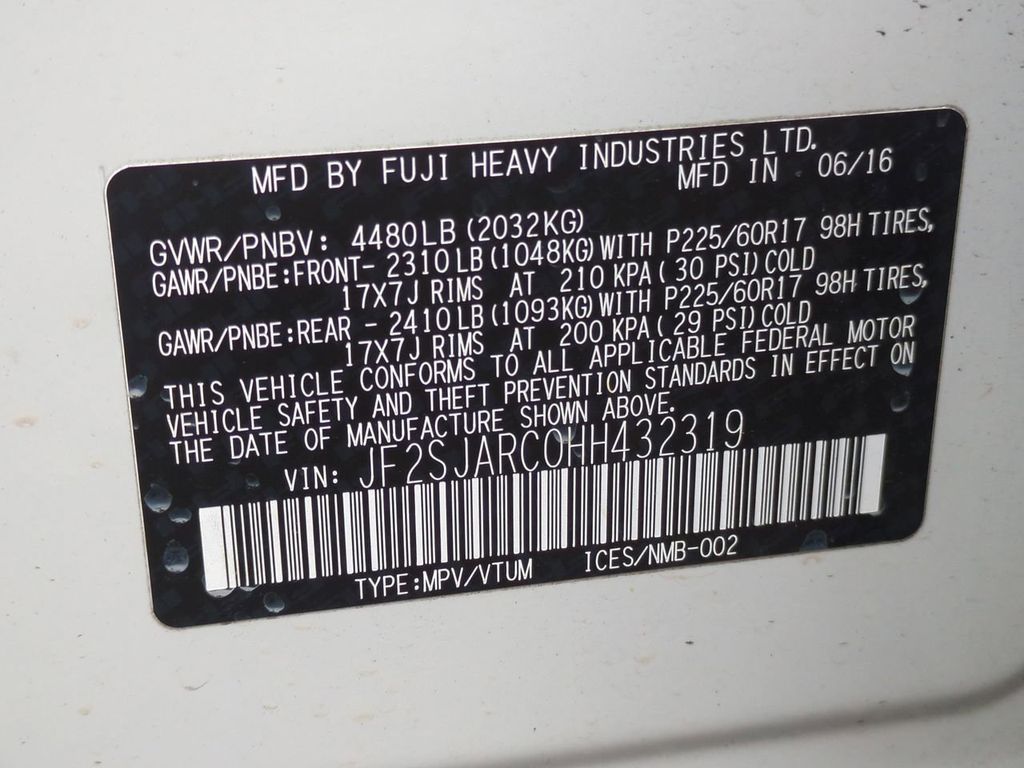 MFD BY FUJI HEAVY INDUSTRIES LTD.
MFD IN 06/16
GVWR/PNBV: 4480LB (2032KG)
GAWR/PNBE:FRONT- 2310LB (1048KG) WITH P225/60R17 98H TIRES,
17X7J RIMS AT 210 KPA ( 30 PSI) COLD
GAWR/PNBE:REAR - 2410LB (1093KG) WITH P225/60R17 98H TIRES,
17X7J RIMS AT 200 KPA ( 29 PSI) COLD
THIS VEHICLE CONFORMS TO ALL APPLICABLE FEDERAL MOTOR
VEHICLE SAFETY AND THEFT PREVENTION STANDARDS IN EFFECT ON
THE DATE OF MANUFACTURE SHOWN ABOVE.
VIN: JF2SJARC0HH432319
TYPE:MPV/VTUM ICES/NMB-002